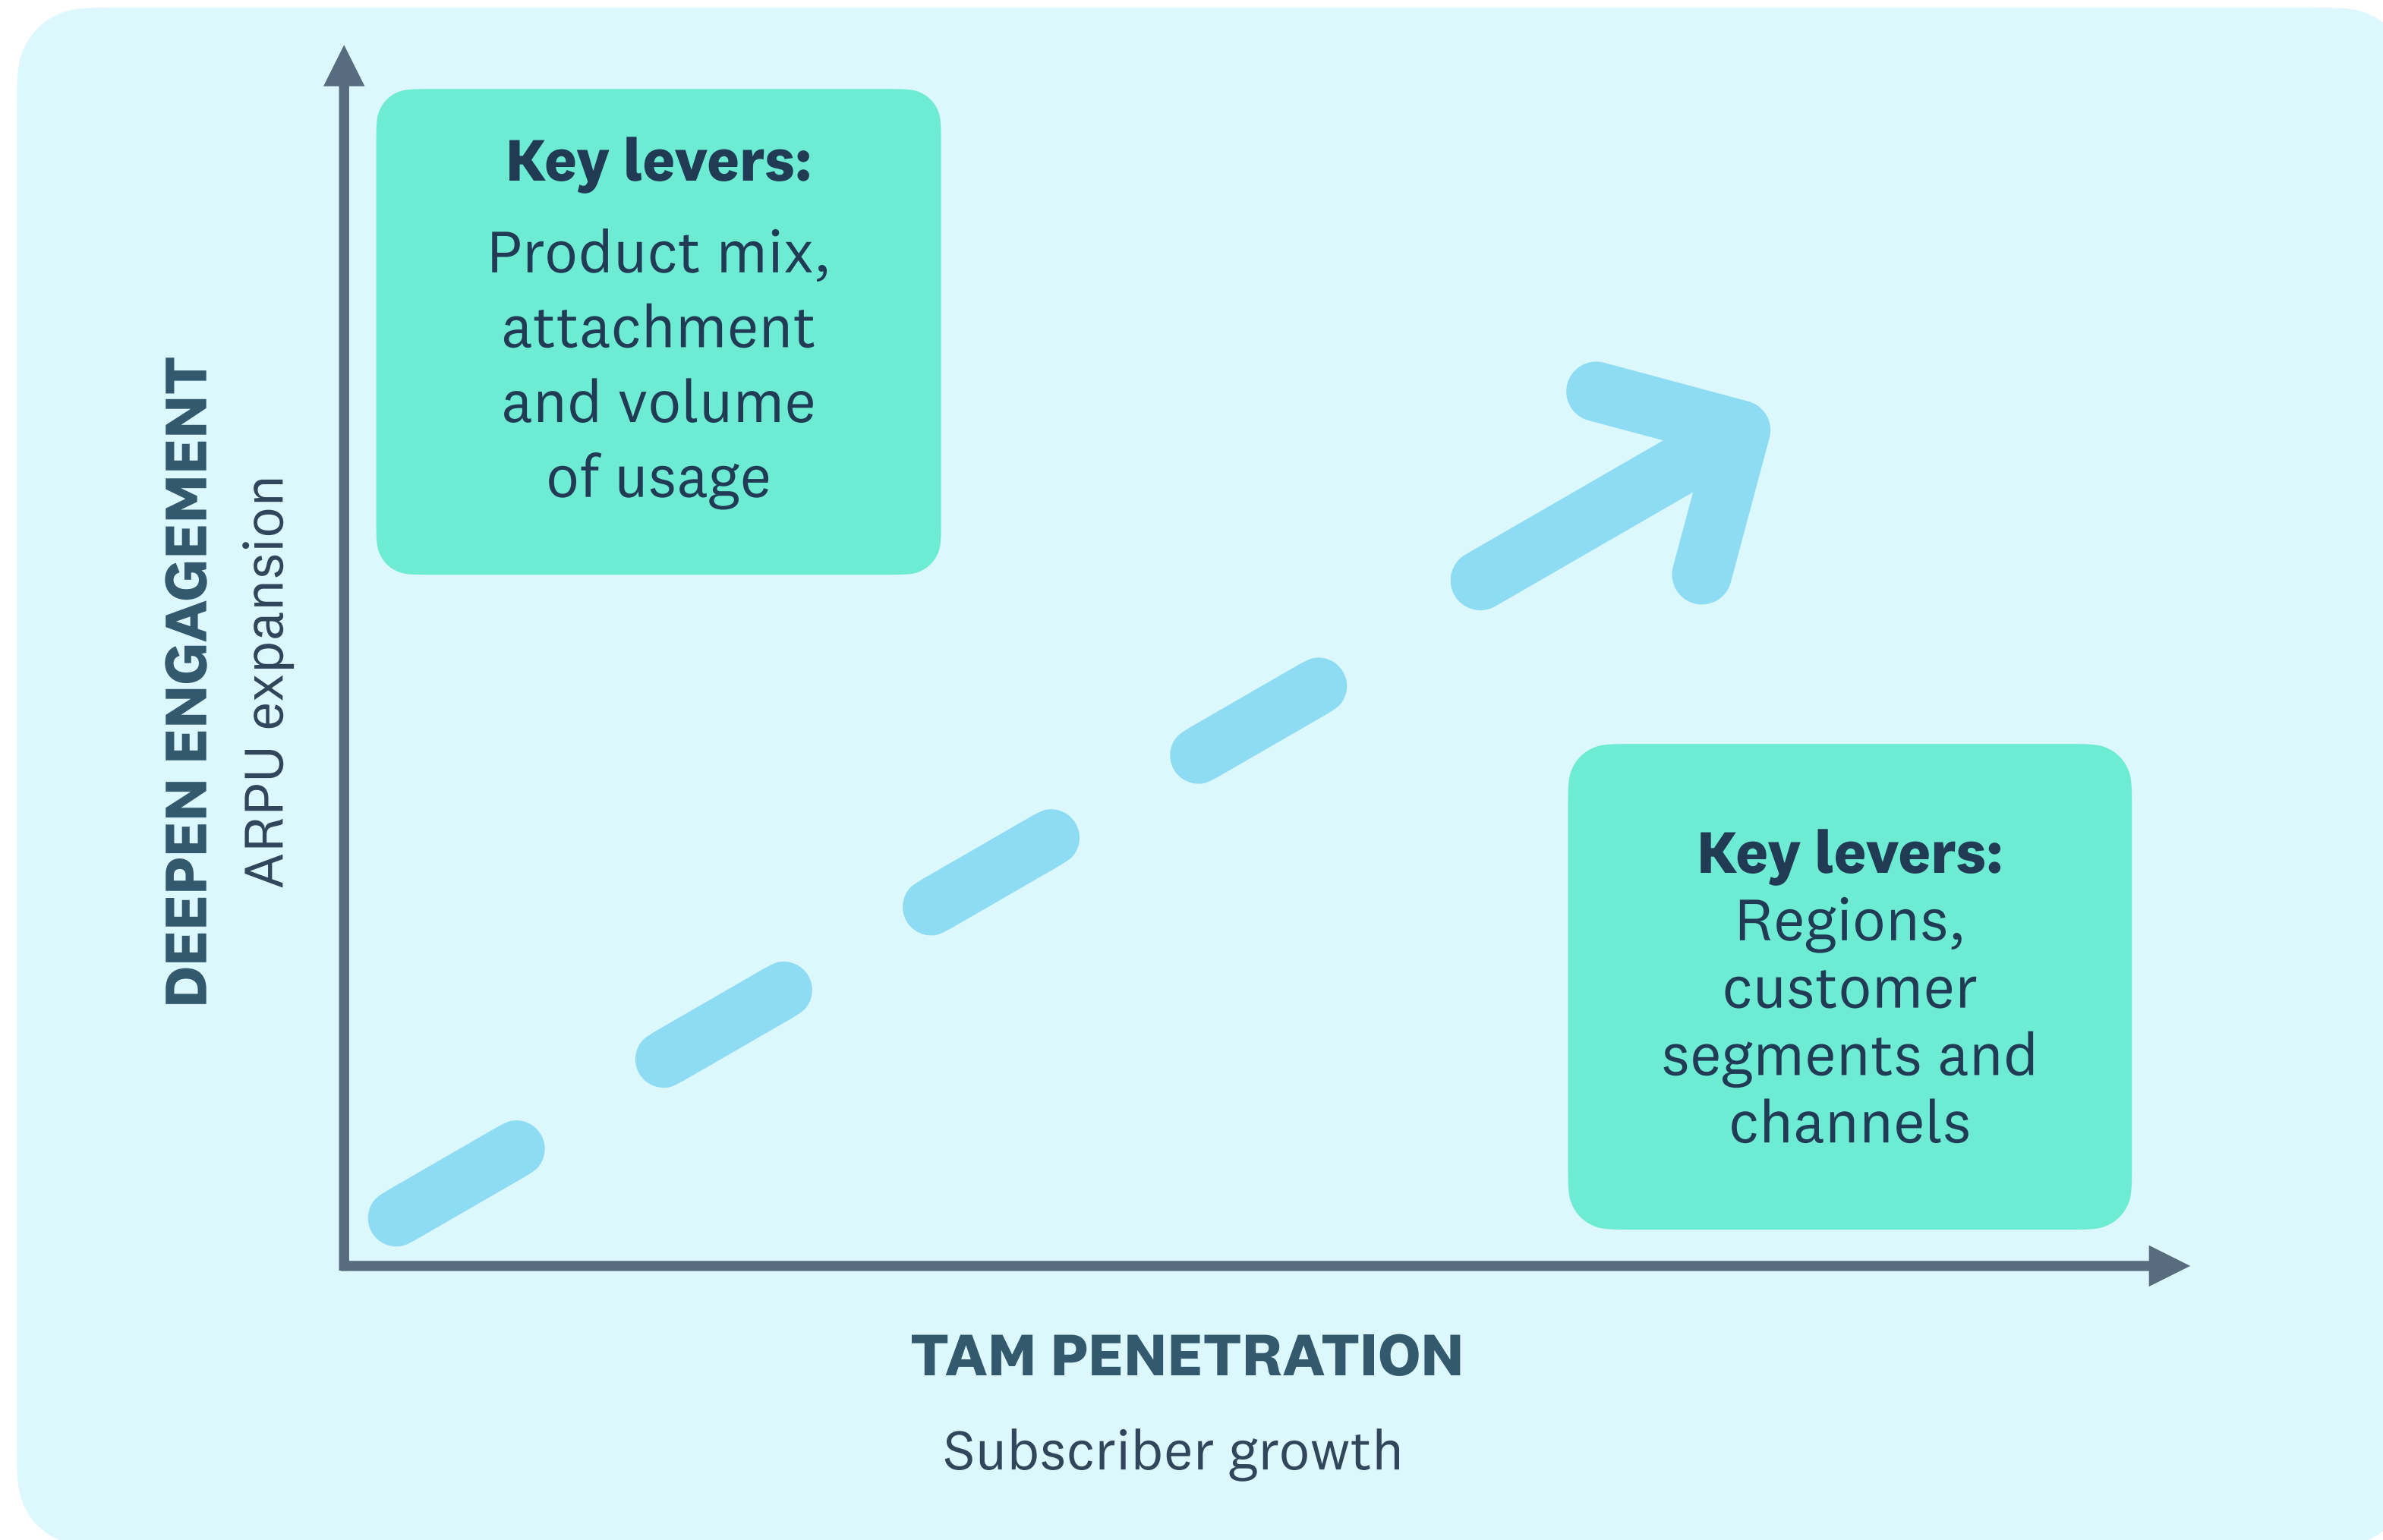 DEEPEN ENGAGEMENT
ARPU expansion
Key levers:
Product mix,
attachment
and volume
of usage
Key levers:
Regions,
customer
segments and
channels
TAM PENETRATION
Subscriber growth